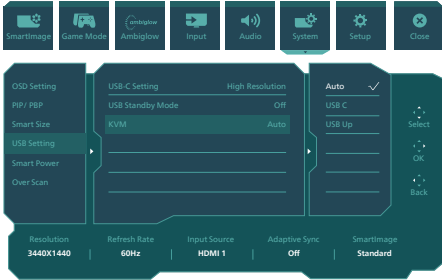 ambiglow
SmartImage Game Mode Ambiglow Input Audio System Setup Close
OSD Setting USB-C Setting High Resolution Auto
PIP/ PBP USB Standby Mode Off USB C
Smart Size KVM Auto USB Up
Select
USB Setting
OK
Smart Power
Over Scan
Back
Resolution Refresh Rate Input Source Adaptive Sync SmartImage
3440X1440 60Hz HDMI 1 Off Standard